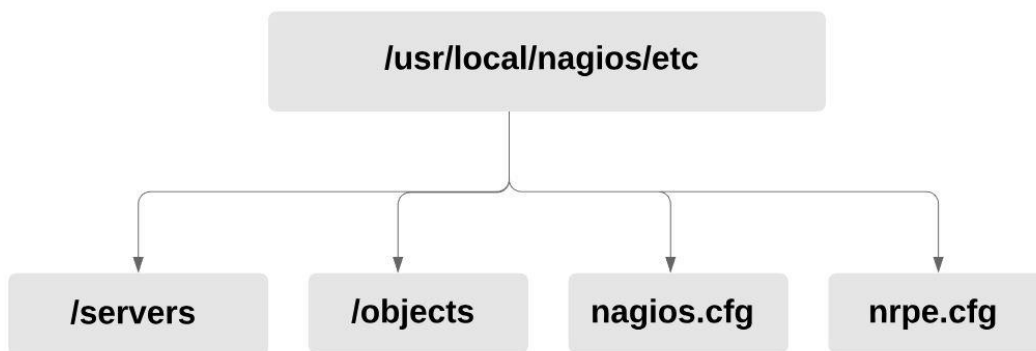 /usr/local/nagios/etc
/servers
/objects
nagios.cfg
nrpe.cfg